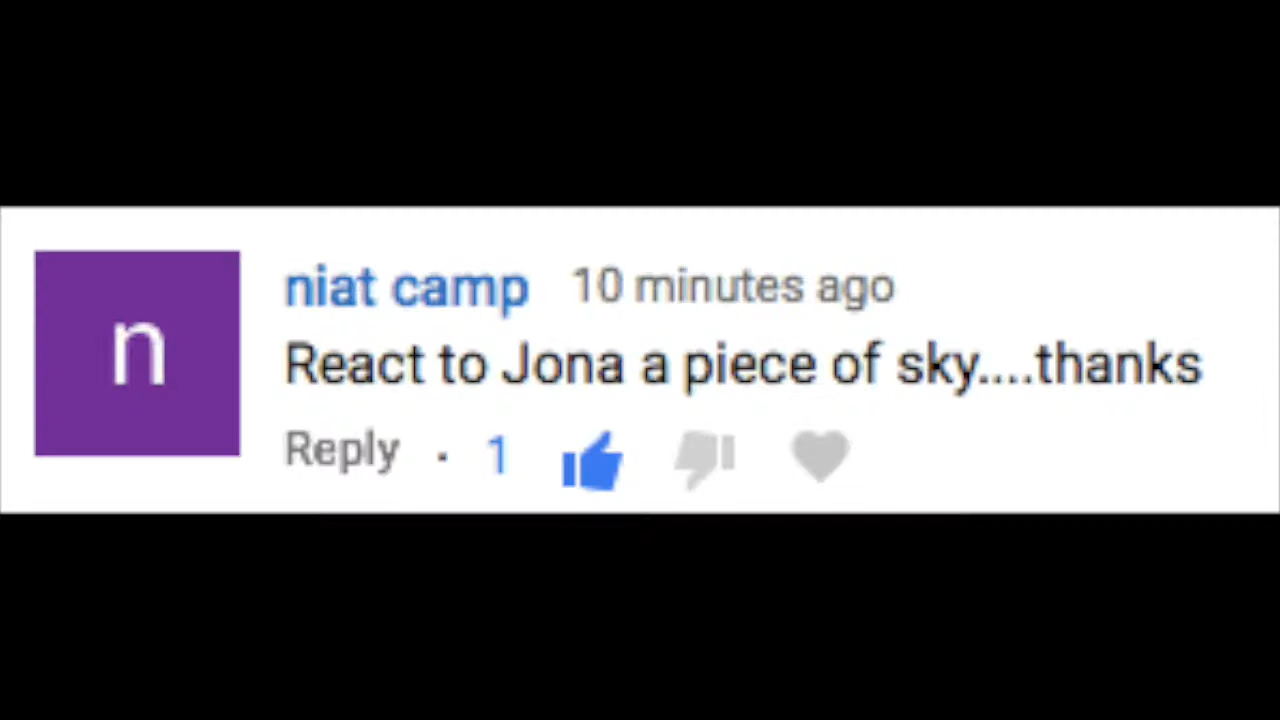 n
niat camp 10 minutes ago
React to Jona a piece of sky....thanks
Reply · 1